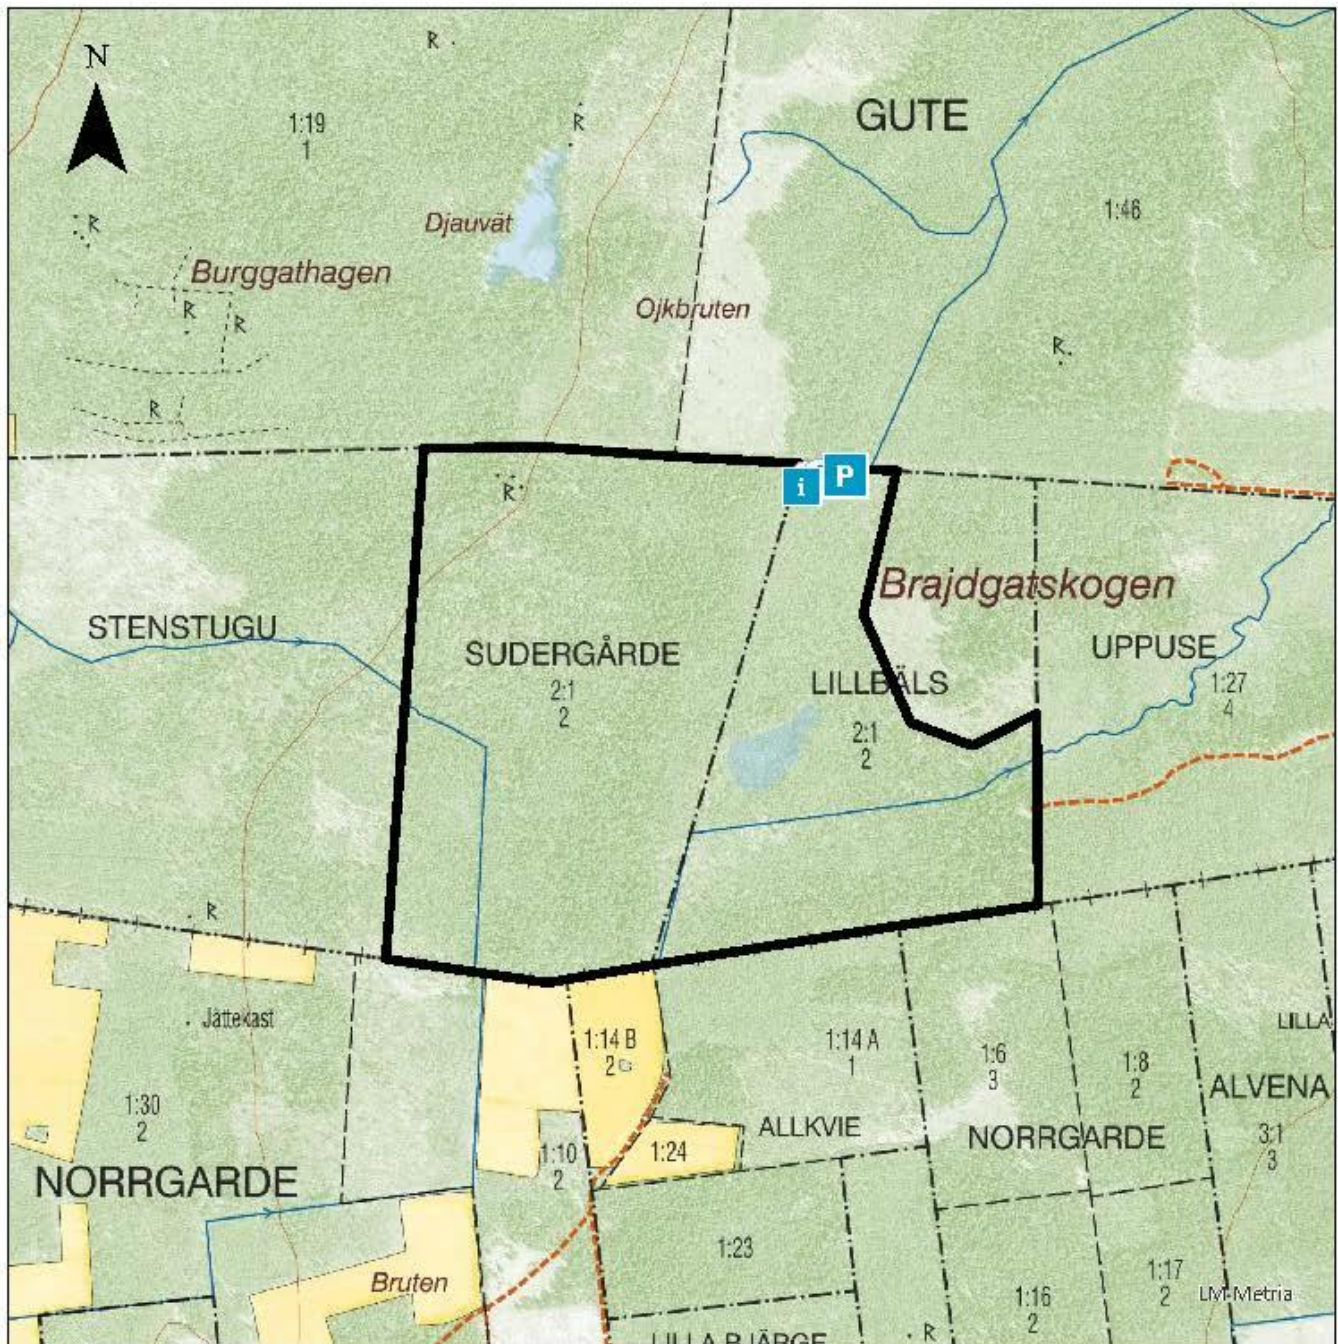 N
GUTE
1:19
1
1:46
Djauvät
Burggathagen
Ojkbruten
R
R
R
R
R
R
R
i
P
R
Brajdgatskogen
STENSTUGU
SUDERGÅRDE
2:1
2
LILLBÄLS
2:1
2
UPPUSE
1:27
4
R
Jättekast
1:14 B
2
1:14 A
1
1:6
3
1:8
2
LILLA
ALVENA
3:1
3
1:30
2
NORRGARDE
1:10
2
1:24
ALLKVIE
NORRGARDE
1:23
Bruten
1:16
2
1:17
2
LM Metria
R
LILLA BJÄRGE